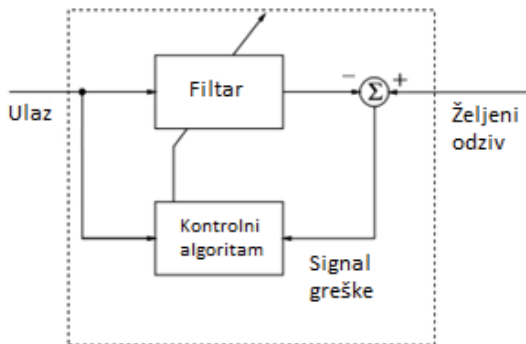 Filtar
− Σ +
Ulaz
Željeni
odziv
Kontrolni
algoritam
Signal
greške